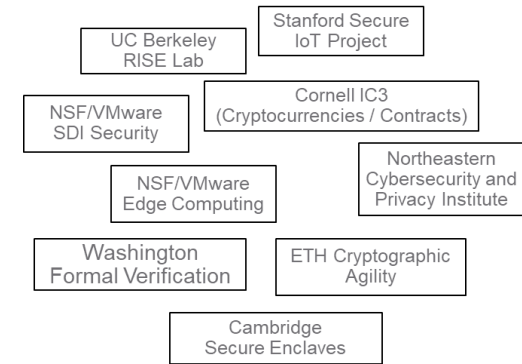 Stanford Secure
IoT Project
UC Berkeley
RISE Lab
Cornell IC3
(Cryptocurrencies / Contracts)
NSF/VMware
SDI Security
Northeastern
Cybersecurity and
Privacy Institute
NSF/VMware
Edge Computing
Washington
Formal Verification
ETH Cryptographic
Agility
Cambridge
Secure Enclaves